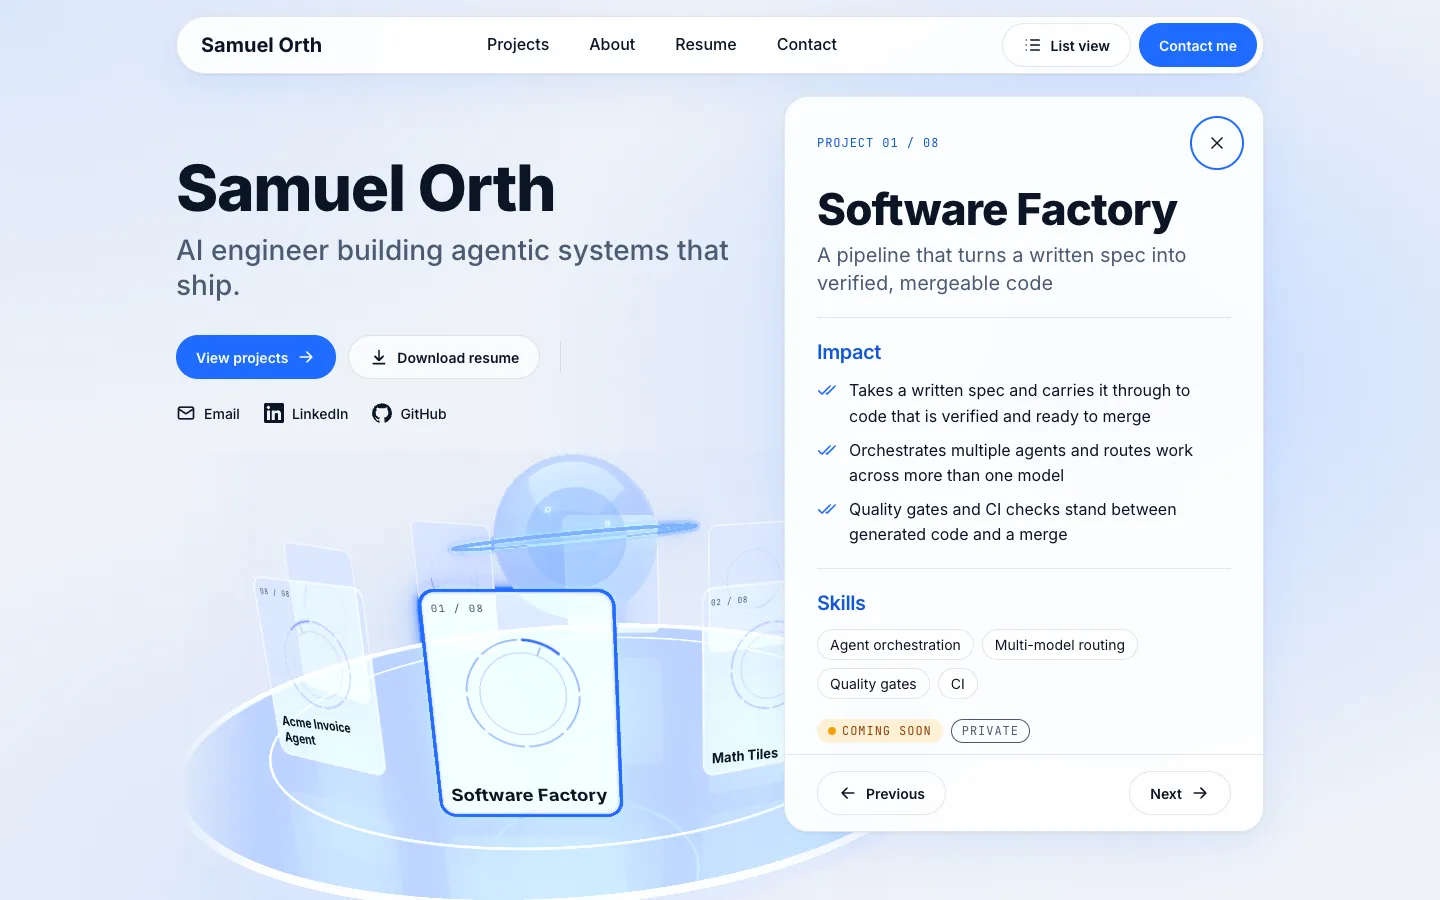 Samuel Orth
Projects
About
Resume
Contact
List view
Contact me
Samuel Orth
AI engineer building agentic systems that
ship.
View projects
Download resume
Email
LinkedIn
GitHub
08 / 08
Acme Invoice
Agent
01 / 08
Software Factory
02 / 08
Math Tiles
PROJECT 01 / 08
Software Factory
A pipeline that turns a written spec into
verified, mergeable code
Impact
Takes a written spec and carries it through to
code that is verified and ready to merge
Orchestrates multiple agents and routes work
across more than one model
Quality gates and CI checks stand between
generated code and a merge
Skills
Agent orchestration
Multi-model routing
Quality gates
CI
COMING SOON
PRIVATE
Previous
Next